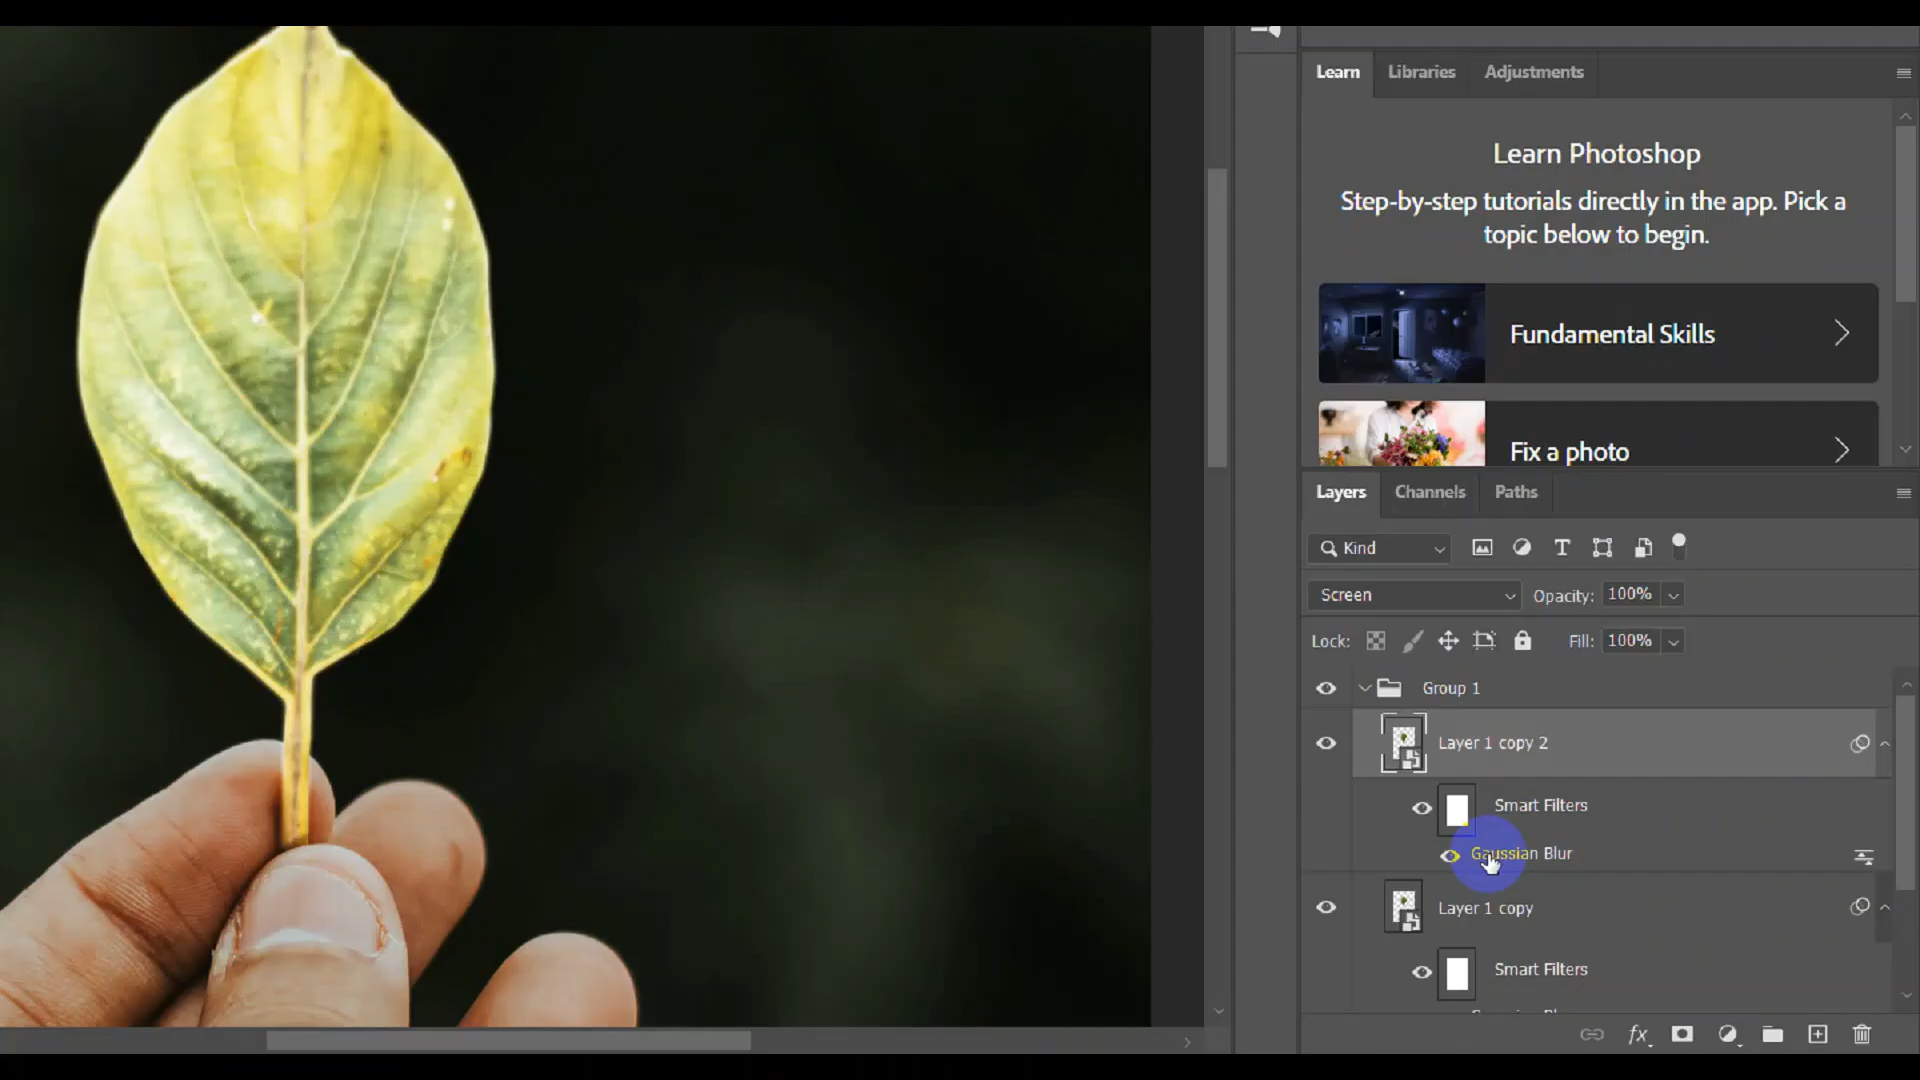 Learn Libraries Adjustments
Learn Photoshop
Step-by-step tutorials directly in the app. Pick a
topic below to begin.
Fundamental Skills
Fix a photo
Layers Channels Paths
Kind
Screen Opacity: 100%
Lock: Fill: 100%
Group 1
Layer 1 copy 2
Smart Filters
Gaussian Blur
Layer 1 copy
Smart Filters
fx